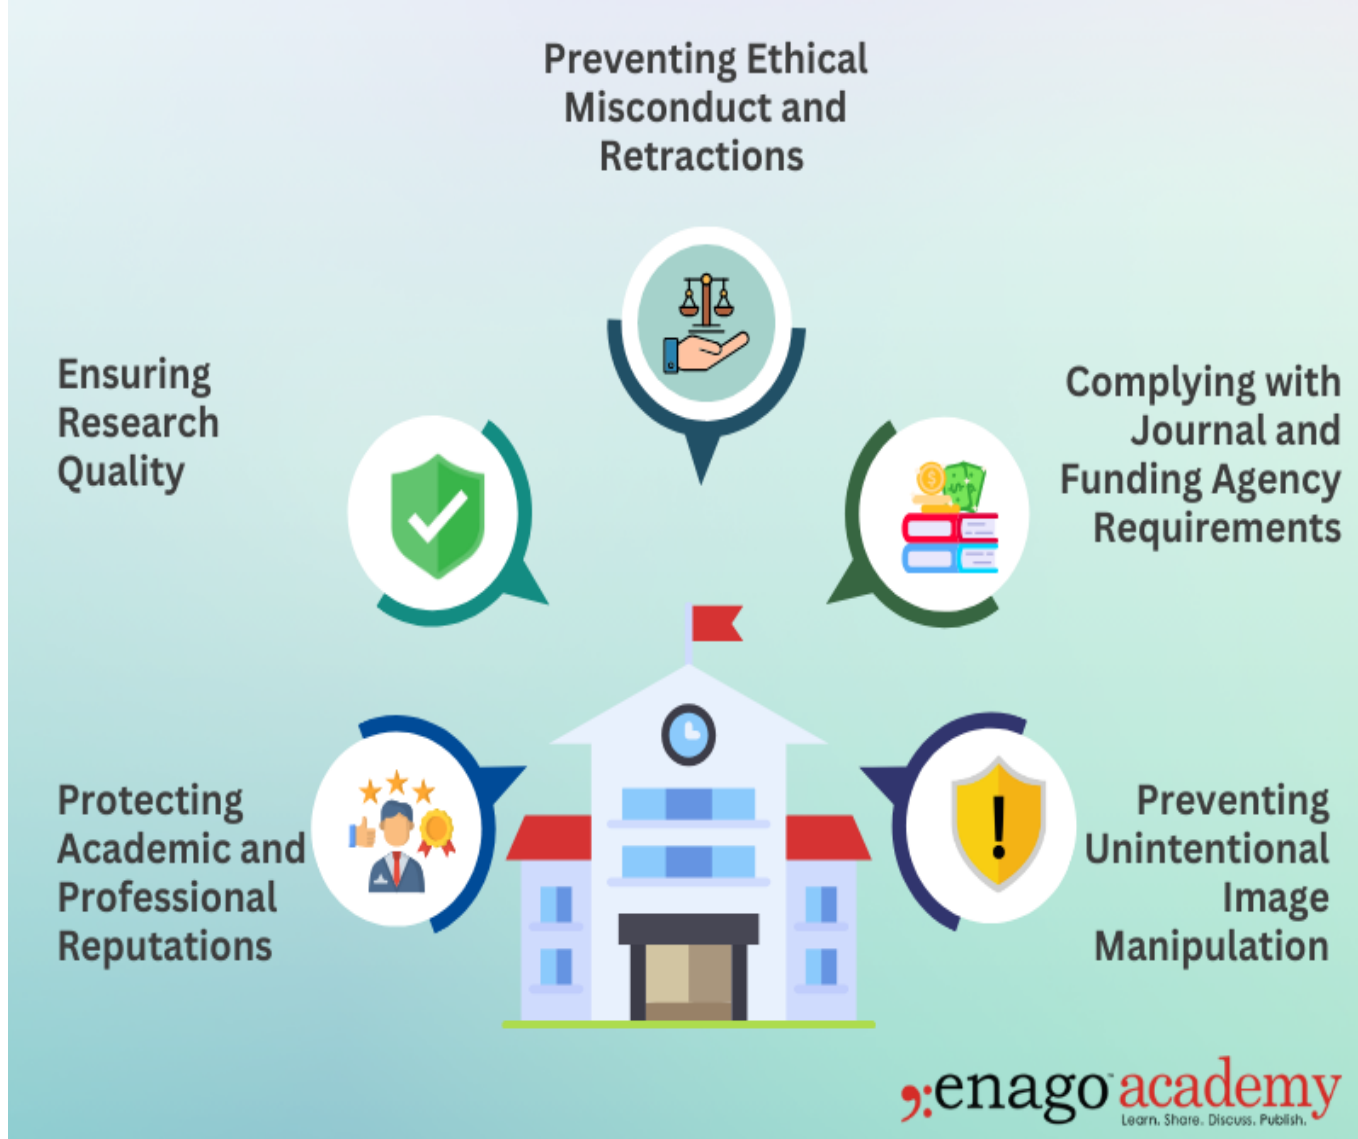 Preventing Ethical
Misconduct and
Retractions
Ensuring
Research
Quality
Complying with
Journal and
Funding Agency
Requirements
Protecting
Academic and
Professional
Reputations
Preventing
Unintentional
Image
Manipulation
enago™ academy
Learn. Share. Discuss. Publish.